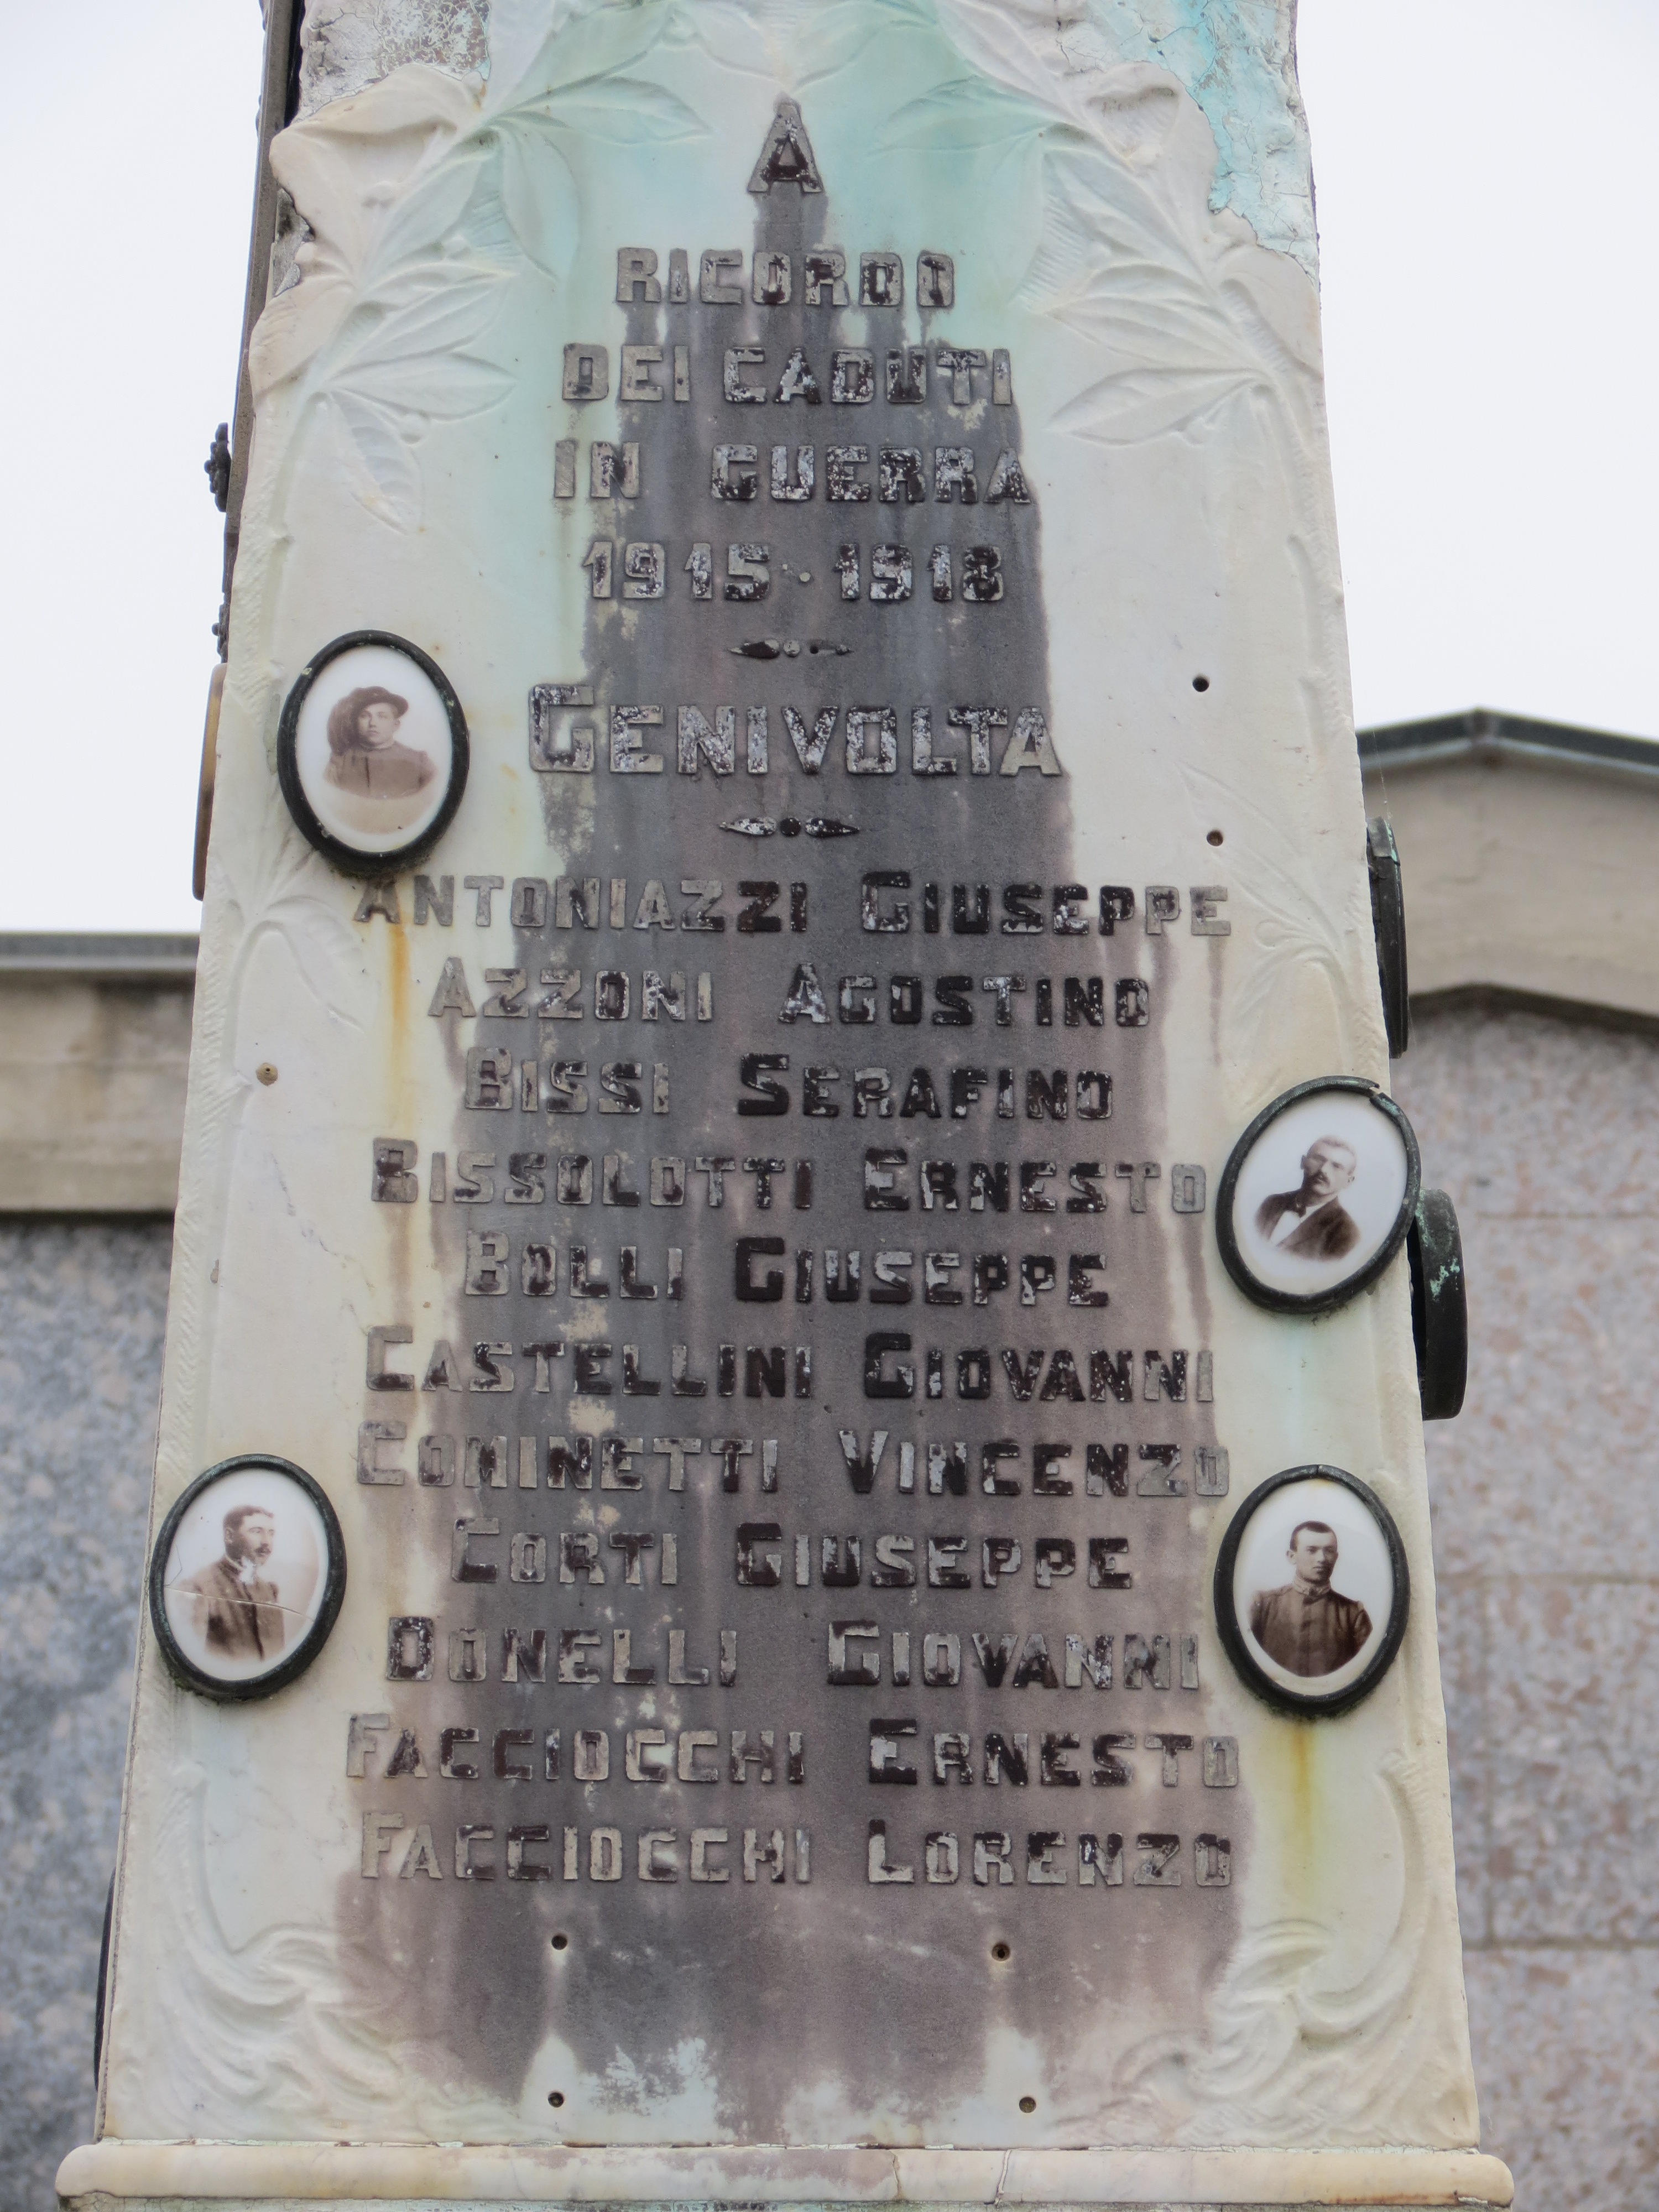 A
RICORDO
DEI CADUTI
IN GUERRA
1915·1918
GENIVOLTA
ANTONIAZZI GIUSEPPE
AZZONI AGOSTINO
BISSI SERAFINO
BISSOLOTTI ERNESTO
BOLLI GIUSEPPE
CASTELLINI GIOVANNI
COMINETTI VINCENZO
CORTI GIUSEPPE
DONELLI GIOVANNI
FACCIOCCHI ERNESTO
FACCIOCCHI LORENZO